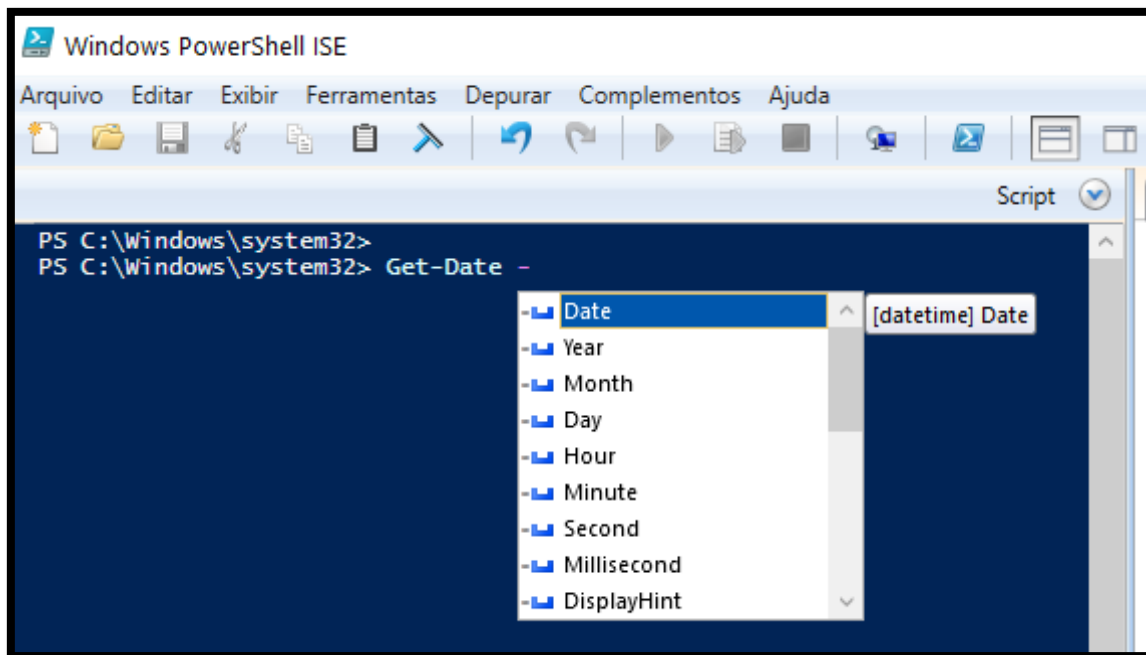 Windows PowerShell ISE
Arquivo Editar Exibir Ferramentas Depurar Complementos Ajuda
Script
PS C:\Windows\system32>
PS C:\Windows\system32> Get-Date -
Date
[datetime] Date
Year
Month
Day
Hour
Minute
Second
Millisecond
DisplayHint